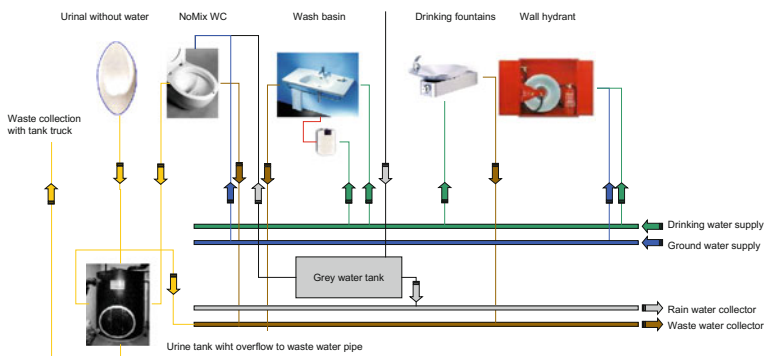 Urinal without water
NoMix WC
Wash basin
Drinking fountains
Wall hydrant
Waste collection
with tank truck
Drinking water supply
Ground water supply
Grey water tank
Rain water collector
Waste water collector
Urine tank wiht overflow to waste water pipe